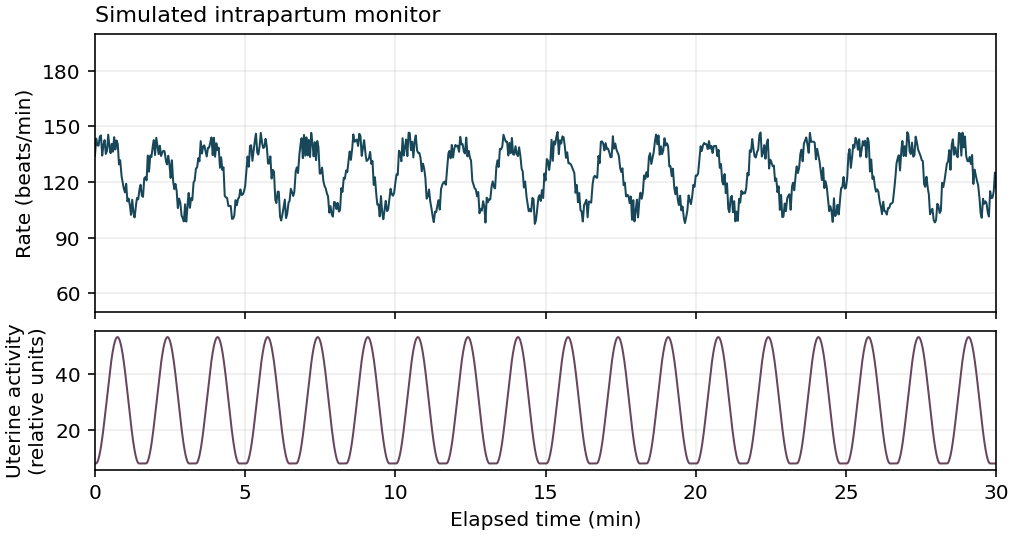 Simulated intrapartum monitor
Rate (beats/min)
180
150
120
90
60
Uterine activity
(relative units)
40
20
0 5 10 15 20 25 30
Elapsed time (min)